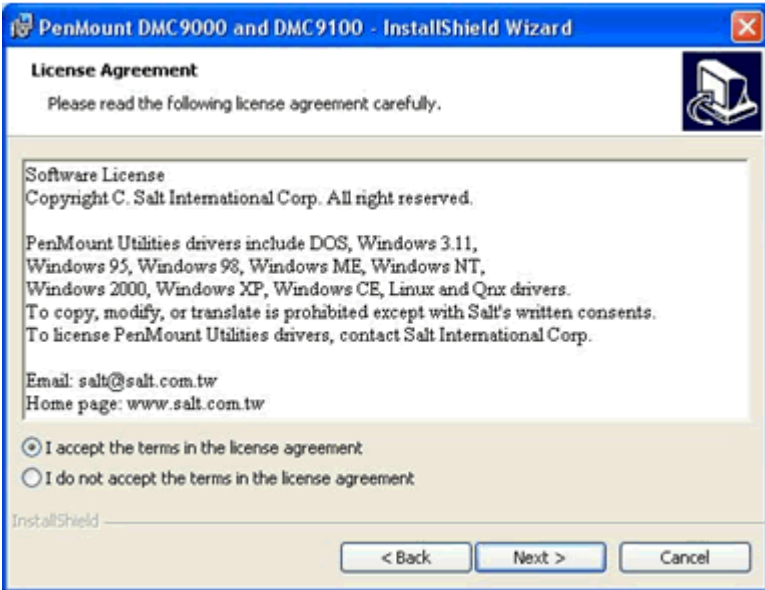 PenMount DMC9000 and DMC9100 - InstallShield Wizard
License Agreement
Please read the following license agreement carefully.
Software License
Copyright C. Salt International Corp. All right reserved.
PenMount Utilities drivers include DOS, Windows 3.11,
Windows 95, Windows 98, Windows ME, Windows NT,
Windows 2000, Windows XP, Windows CE, Linux and Qnx drivers.
To copy, modify, or translate is prohibited except with Salt's written consents.
To license PenMount Utilities drivers, contact Salt International Corp.
Email: salt@salt.com.tw
Home page: www.salt.com.tw
I accept the terms in the license agreement
I do not accept the terms in the license agreement
InstallShield
< Back Next > Cancel